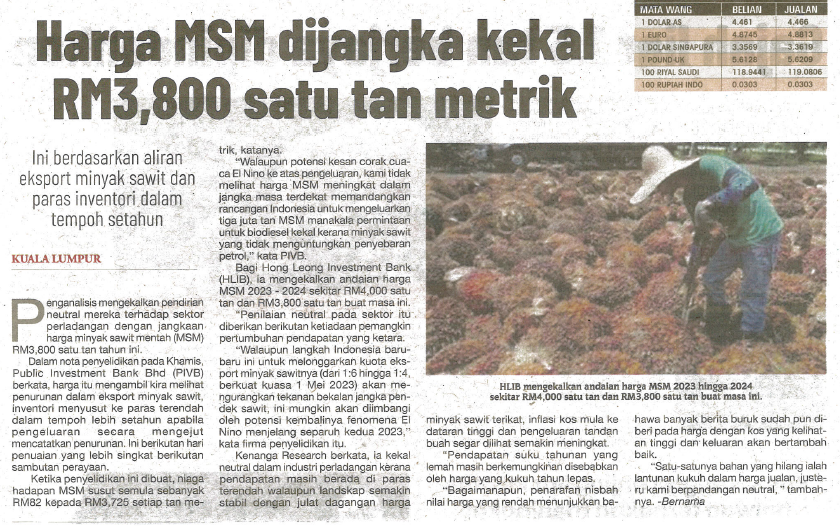 Harga MSM dijangka kekal
RM3,800 satu tan metrik
MATA WANG BELIAN JUALAN
1 DOLAR AS 4.461 4.466
1 EURO 4.8745 4.8813
1 DOLAR SINGAPURA 3.3569 3.3619
1 POUND UK 5.6128 5.6209
100 RIYAL SAUDI 118.9441 119.0806
100 RUPIAH INDO 0.0303 0.0303
Ini berdasarkan aliran
eksport minyak sawit dan
paras inventori dalam
tempoh setahun
KUALA LUMPUR
Penganalisis mengekalkan pendirian
neutral mereka terhadap sektor
perladangan dengan jangkaan
harga minyak sawit mentah (MSM)
RM3,800 satu tan tahun ini.
Dalam nota penyelidikan pada Khamis,
Public Investment Bank Bhd (PIVB)
berkata, harga itu mengambil kira melihat
penurunan dalam eksport minyak sawit,
inventori menyusut ke paras terendah
dalam tempoh lebih setahun apabila
pengeluaran secara mengejut
mencatatkan penurunan. Ini berikutan hari
penuaian yang lebih singkat berikutan
sambutan perayaan.
Ketika penyelidikan ini dibuat, niaga
hadapan MSM susut semula sebanyak
RM82 kepada RM3,725 setiap tan me-
trik, katanya.
"Walaupun potensi kesan corak cua-
ca El Nino ke atas pengeluaran, kami tidak
melihat harga MSM meningkat dalam
jangka masa terdekat memandangkan
rancangan Indonesia untuk mengeluarkan
tiga juta tan MSM manakala permintaan
untuk biodiesel kekal kerana minyak sawit
yang tidak menguntungkan penyebaran
petrol," kata PIVB.
Bagi Hong Leong Investment Bank
(HLIB), ia mengekalkan andaian harga
MSM 2023 - 2024 sekitar RM4,000 satu
tan dan RM3,800 satu tan buat masa ini.
"Penilaian neutral pada sektor itu
diberikan berikutan ketiadaan pemangkin
pertumbuhan pendapatan yang ketara.
"Walaupun langkah Indonesia baru-
baru ini untuk melonggarkan kuota eks-
port minyak sawitnya (dari 1:6 hingga 1:4,
berkuat kuasa 1 Mei 2023) akan
mengurangkan tekanan bekalan jangka pen-
dek sawit, ini mungkin akan diimbangi
oleh potensi kembalinya fenomena El
Nino menjelang separuh kedua 2023,"
kata firma penyelidikan itu.
Kenanga Research berkata, ia kekal
neutral dalam industri perladangan kerana
pendapatan masih berada di paras
terendah walaupun landskap semakin
stabil dengan julat dagangan harga
HLIB mengekalkan andaian harga MSM 2023 hingga 2024
sekitar RM4,000 satu tan dan RM3,800 satu tan buat masa ini.
minyak sawit terikat, inflasi kos mula ke
dataran tinggi dan pengeluaran tandan
buah segar dilihat semakin meningkat.
"Pendapatan suku tahunan yang
lemah masih berkemungkinan disebabkan
oleh harga yang kukuh tahun lepas.
"Bagaimanapun, penarafan nisbah
nilai harga yang rendah menunjukkan ba-
hawa banyak berita buruk sudah pun di-
beri pada harga dengan kos yang kelihat-
an tinggi dan keluaran akan bertambah
baik.
"Satu-satunya bahan yang hilang ialah
lantunan kukuh dalam harga jualan, juste-
ru kami berpandangan neutral, " tambah-
nya. -Bernama